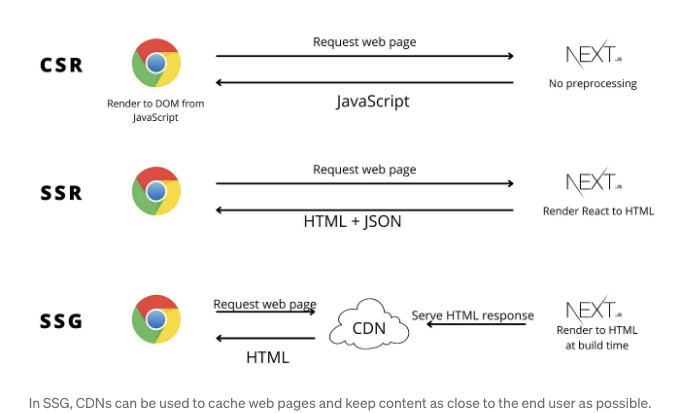 CSR
Request web page
NEXT.JS
No preprocessing
Render to DOM from
JavaScript
JavaScript
SSR
Request web page
NEXT.JS
Render React to HTML
HTML + JSON
SSG
Request web page
CDN
Serve HTML response
NEXT.JS
Render to HTML
at build time
HTML
In SSG, CDNs can be used to cache web pages and keep content as close to the end user as possible.